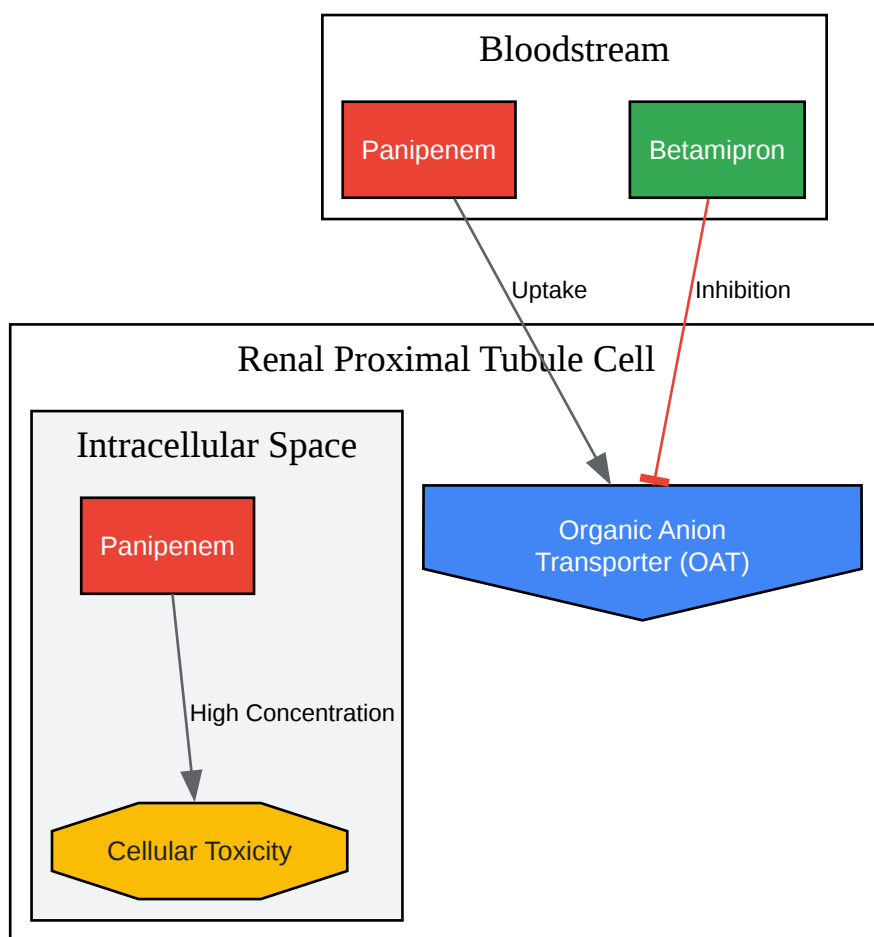 Bloodstream
Panipenem
Betamipron
Uptake
Inhibition
Renal Proximal Tubule Cell
Intracellular Space
Panipenem
Organic Anion
Transporter (OAT)
High Concentration
Cellular Toxicity